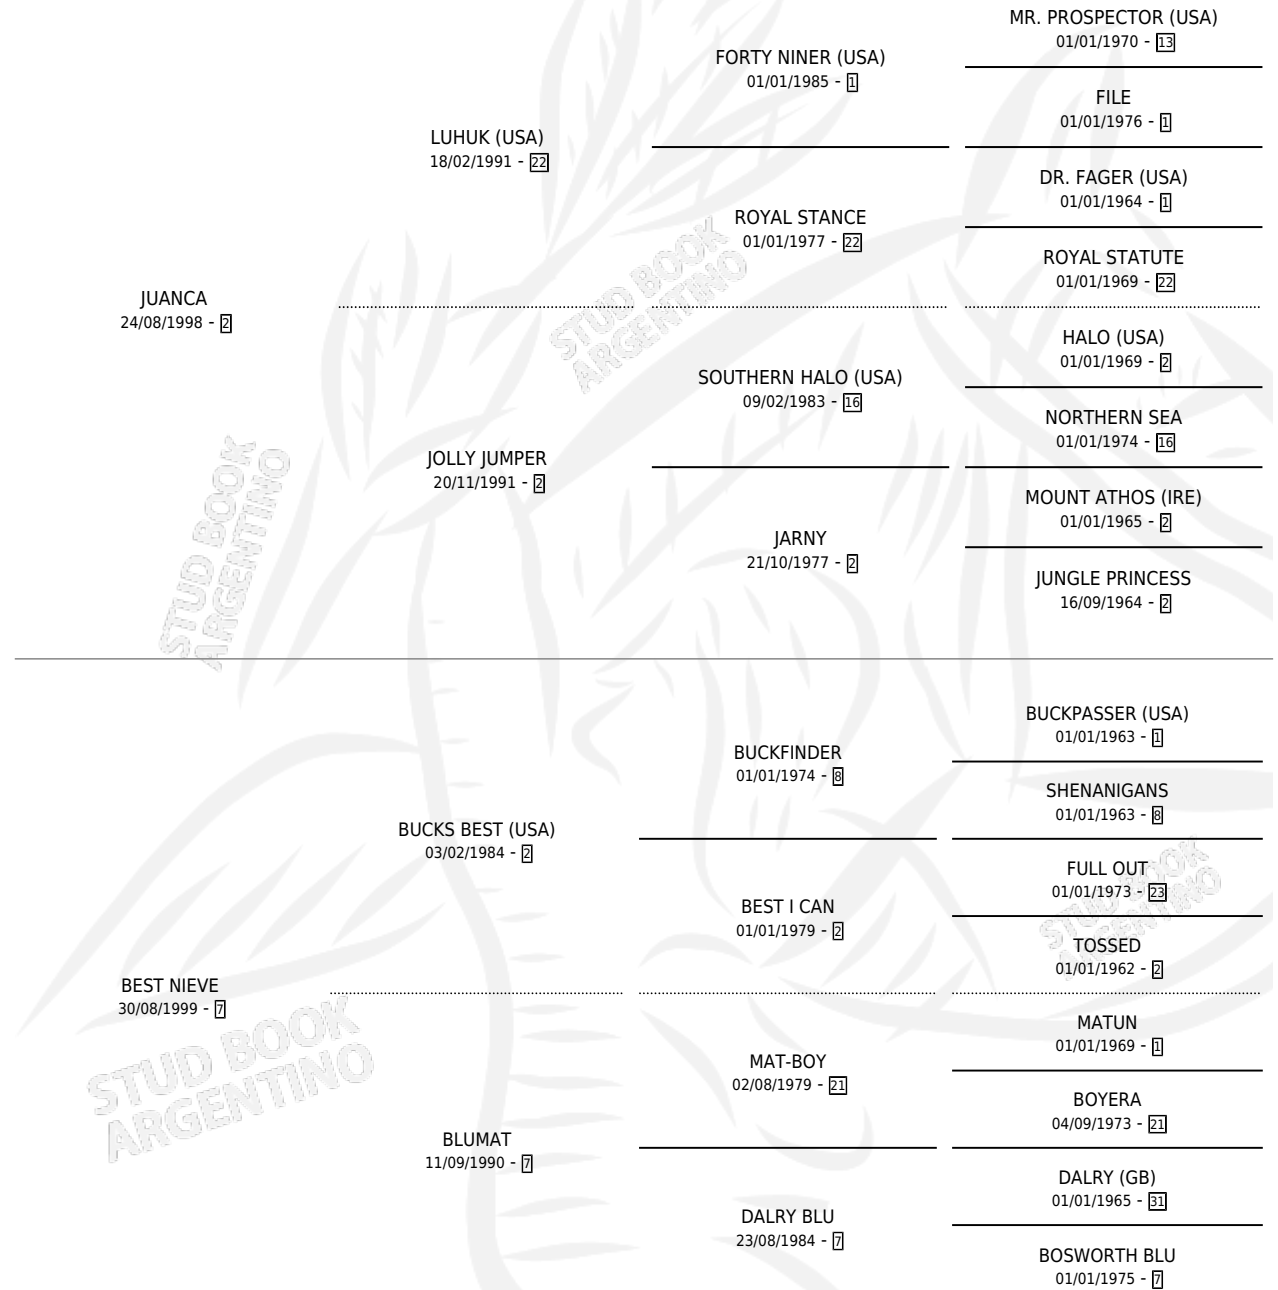 MR. PROSPECTOR (USA)
01/01/1970 - 13
FORTY NINER (USA)
01/01/1985 - 1
FILE
01/01/1976 - 1
LUHUK (USA)
18/02/1991 - 22
DR. FAGER (USA)
01/01/1964 - 1
ROYAL STANCE
01/01/1977 - 22
ROYAL STATUTE
01/01/1969 - 22
JUANCA
24/08/1998 - 2
HALO (USA)
01/01/1969 - 2
SOUTHERN HALO (USA)
09/02/1983 - 16
NORTHERN SEA
01/01/1974 - 16
JOLLY JUMPER
20/11/1991 - 2
MOUNT ATHOS (IRE)
01/01/1965 - 2
JARNY
21/10/1977 - 2
JUNGLE PRINCESS
16/09/1964 - 2
BUCKPASSER (USA)
01/01/1963 - 1
BUCKFINDER
01/01/1974 - 8
SHENANIGANS
01/01/1963 - 8
BUCKS BEST (USA)
03/02/1984 - 2
FULL OUT
01/01/1973 - 23
BEST I CAN
01/01/1979 - 2
TOSSED
01/01/1962 - 2
BEST NIEVE
30/08/1999 - 7
MATUN
01/01/1969 - 1
MAT-BOY
02/08/1979 - 21
BOYERA
04/09/1973 - 21
BLUMAT
11/09/1990 - 7
DALRY (GB)
01/01/1965 - 31
DALRY BLU
23/08/1984 - 7
BOSWORTH BLU
01/01/1975 - 7
STUD BOOK
ARGENTINO
STUD BOOK
ARGENTINO
STUD BOOK
ARGENTINO
STUD BOOK
ARGENTINO